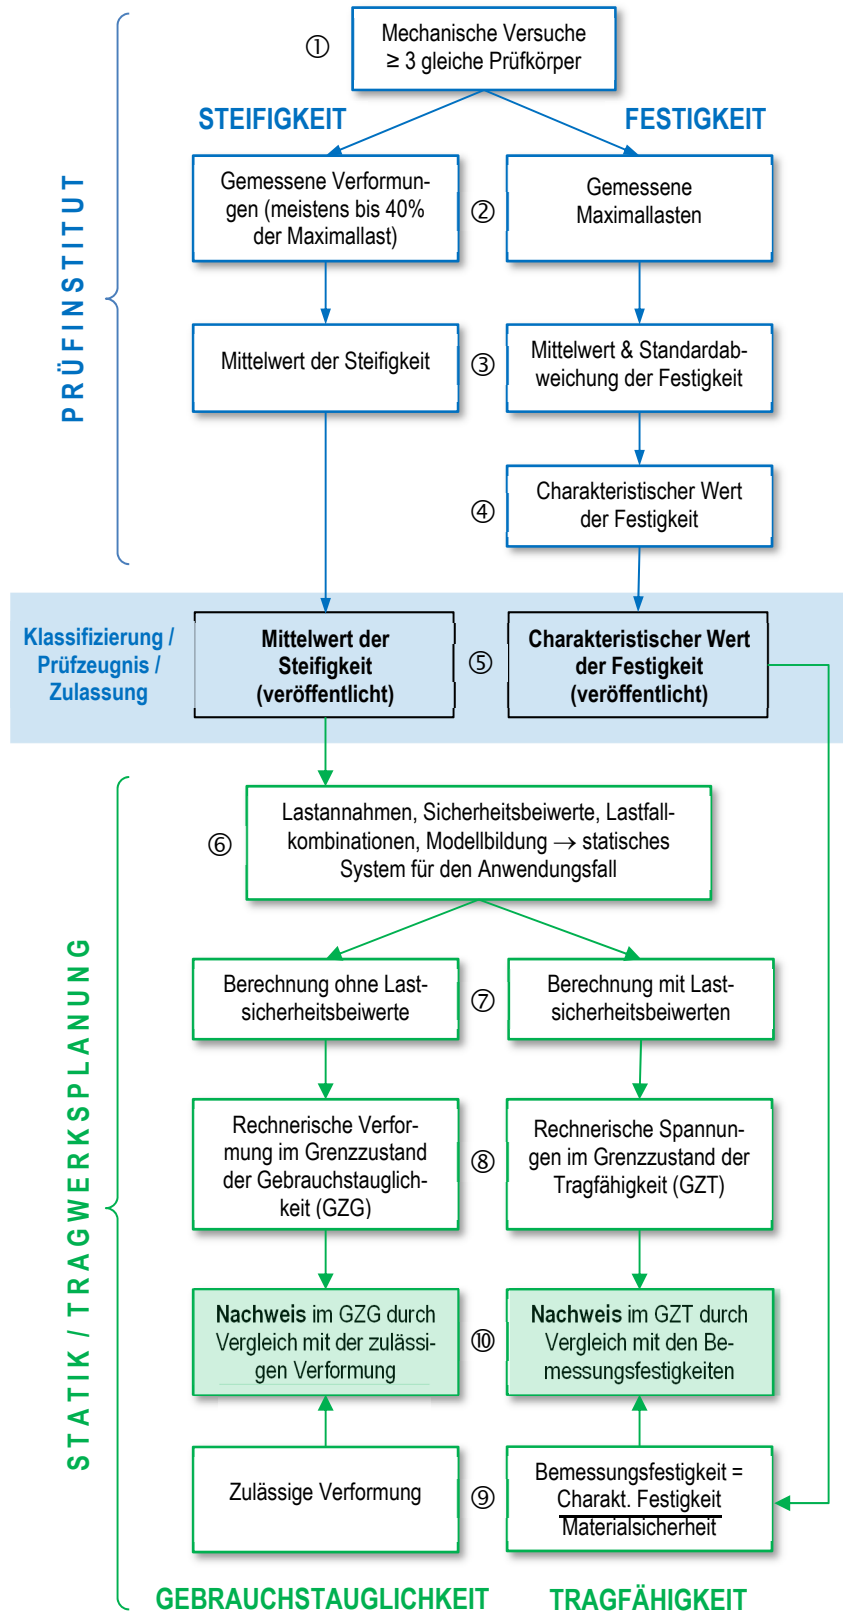 ①
Mechanische Versuche
≥ 3 gleiche Prüfkörper
STEIFIGKEIT
FESTIGKEIT
PRÜFINSTITUT
Gemessene Verformun-
gen (meistens bis 40%
der Maximallast)
②
Gemessene
Maximallasten
Mittelwert der Steifigkeit
③
Mittelwert & Standardab-
weichung der Festigkeit
④
Charakteristischer Wert
der Festigkeit
Klassifizierung /
Prüfzeugnis /
Zulassung
Mittelwert der
Steifigkeit
(veröffentlicht)
⑤
Charakteristischer Wert
der Festigkeit
(veröffentlicht)
STATIK / TRAGWERKSPLANUNG
⑥
Lastannahmen, Sicherheitsbeiwerte, Lastfall-
kombinationen, Modellbildung → statisches
System für den Anwendungsfall
Berechnung ohne Last-
sicherheitsbeiwerte
⑦
Berechnung mit Last-
sicherheitsbeiwerten
Rechnerische Verfor-
mung im Grenzzustand
der Gebrauchstauglich-
keit (GZG)
⑧
Rechnerische Spannun-
gen im Grenzzustand der
Tragfähigkeit (GZT)
Nachweis im GZG durch
Vergleich mit der zulässi-
gen Verformung
⑩
Nachweis im GZT durch
Vergleich mit den Be-
messungsfestigkeiten
Zulässige Verformung
⑨
Bemessungsfestigkeit =
Charakt. Festigkeit
Materialsicherheit
GEBRAUCHSTAUGLICHKEIT
TRAGFÄHIGKEIT